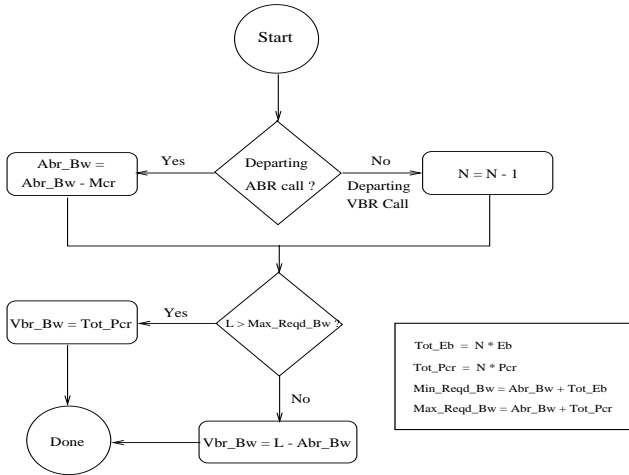 Start
Departing
ABR call ?
Yes
No
Departing
VBR Call
Abr_Bw =
Abr_Bw - Mcr
N = N - 1
L > Max_Reqd_Bw ?
Yes
Vbr_Bw = Tot_Pcr
No
Vbr_Bw = L - Abr_Bw
Done
Tot_Eb = N * Eb
Tot_Pcr = N * Pcr
Min_Reqd_Bw = Abr_Bw + Tot_Eb
Max_Reqd_Bw = Abr_Bw + Tot_Pcr